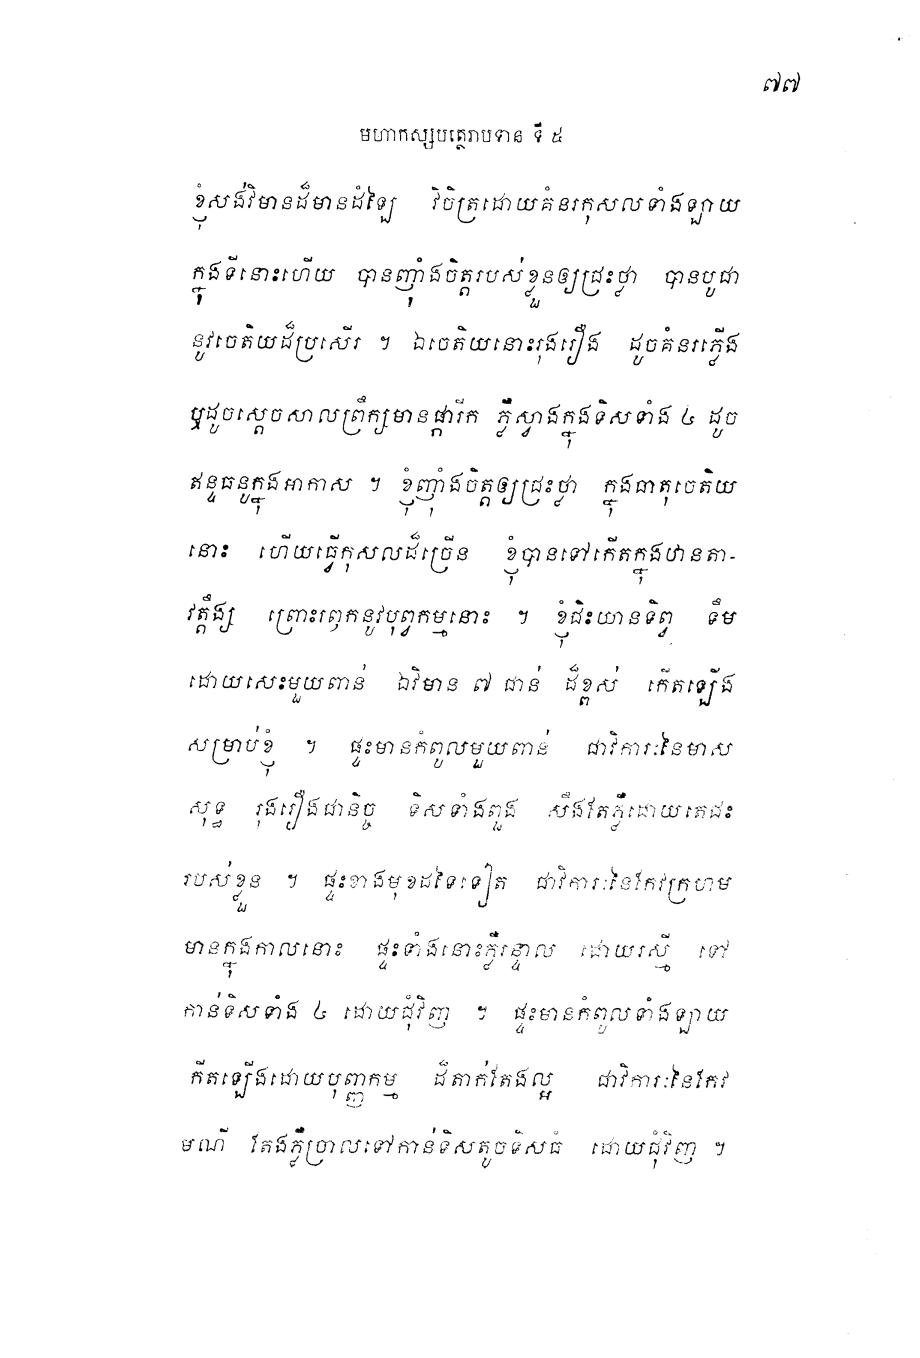 ៧៧
មហាកស្សបត្ថេរាបទាន ទី ៥
ខ្ញុំសង់វិមានដ៏មានដំឡៃ វិចិត្រដោយគំនរកុសលទាំងឡាយ
ក្នុងទីនោះហើយ បានញុំាងចិត្តរបស់ខ្លួនឲ្យជ្រះថ្លា បានបូជា
នូវចេតិយដ៏ប្រសើរ ។ ឯចេតិយនោះរុងរឿង ដូចគំនរភ្លើង
ឬដូចស្តេចសាលព្រឹក្សមានផ្ការីក ភ្លឺស្វាងក្នុងទិសទាំង ៤ ដូច
ឥន្ទធនូក្នុងអាកាស ។ ខ្ញុំញុំាងចិត្តឲ្យជ្រះថ្លា ក្នុងធាតុចេតិយ
នោះ ហើយធ្វើកុសលដ៏ច្រើន ខ្ញុំបានទៅកើតក្នុងឋានតា-
វត្តឹង្ស ព្រោះរឭកនូវបុព្វកម្មនោះ ។ ខ្ញុំជិះយានទិព្វ ទឹម
ដោយសេះមួយពាន់ ឯវិមាន ៧ ជាន់ ដ៏ខ្ពស់ កើតឡើង
សម្រាប់ខ្ញុំ ។ ផ្ទះមានកំពូលមួយពាន់ ជាវិការៈនៃមាស
សុទ្ធ រុងរឿងជានិច្ច ទិសទាំងពួង សឹងតែភ្លឺដោយតេជះ
របស់ខ្លួន ។ ផ្ទះខាងមុខដទៃទៀត ជាវិការៈនៃកែវក្រហម
មានក្នុងកាលនោះ ផ្ទះទាំងនោះភ្លឺរន្ទាល ដោយរស្មី ទៅ
កាន់ទិសទាំង ៤ ដោយជុំវិញ ។ ផ្ទះមានកំពូលទាំងឡាយ
កើតឡើងដោយបុញ្ញកម្ម ដ៏តាក់តែងល្អ ជាវិការៈនៃកែវ
មណី តែងភ្លឺច្រាលទៅកាន់ទិសតូចទិសធំ ដោយជុំវិញ ។